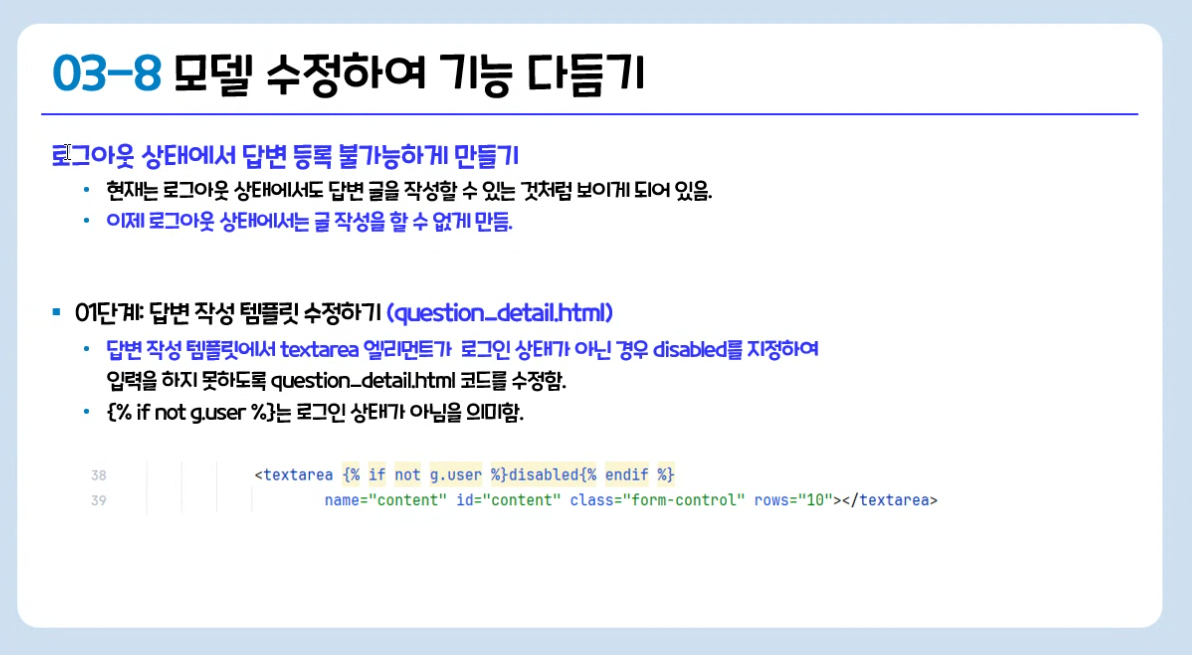 03-8 모델 수정하여 기능 다듬기
로그아웃 상태에서 답변 등록 불가능하게 만들기
• 현재는 로그아웃 상태에서도 답변 글을 작성할 수 있는 것처럼 보이게 되어 있음.
• 이제 로그아웃 상태에서는 글 작성을 할 수 없게 만듬.
▪ 01단계: 답변 작성 템플릿 수정하기 (question_detail.html)
• 답변 작성 템플릿에서 textarea 엘리먼트가 로그인 상태가 아닌 경우 disabled를 지정하여
입력을 하지 못하도록 question_detail.html 코드를 수정함.
• {% if not g.user %}는 로그인 상태가 아님을 의미함.
38 <textarea {% if not g.user %}disabled{% endif %}
39 name="content" id="content" class="form-control" rows="10"></textarea>